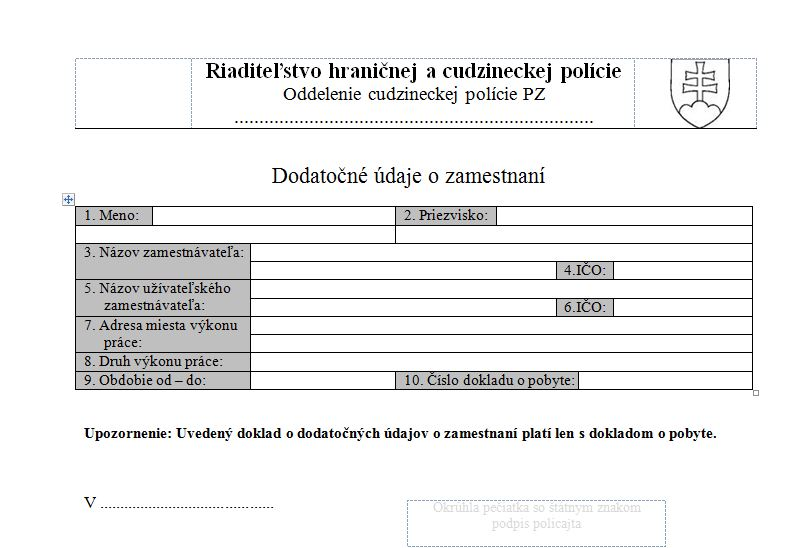 Riaditeľstvo hraničnej a cudzineckej polície
Oddelenie cudzineckej polície PZ
....................................................................
Dodatočné údaje o zamestnaní
1. Meno: 2. Priezvisko:
3. Názov zamestnávateľa:
4.IČO:
5. Názov užívateľského
zamestnávateľa:
6.IČO:
7. Adresa miesta výkonu
práce:
8. Druh výkonu práce:
9. Obdobie od – do: 10. Číslo dokladu o pobyte:
Upozornenie: Uvedený doklad o dodatočných údajov o zamestnaní platí len s dokladom o pobyte.
V ...........................................
Okrúhla pečiatka so štátnym znakom
podpis policajta